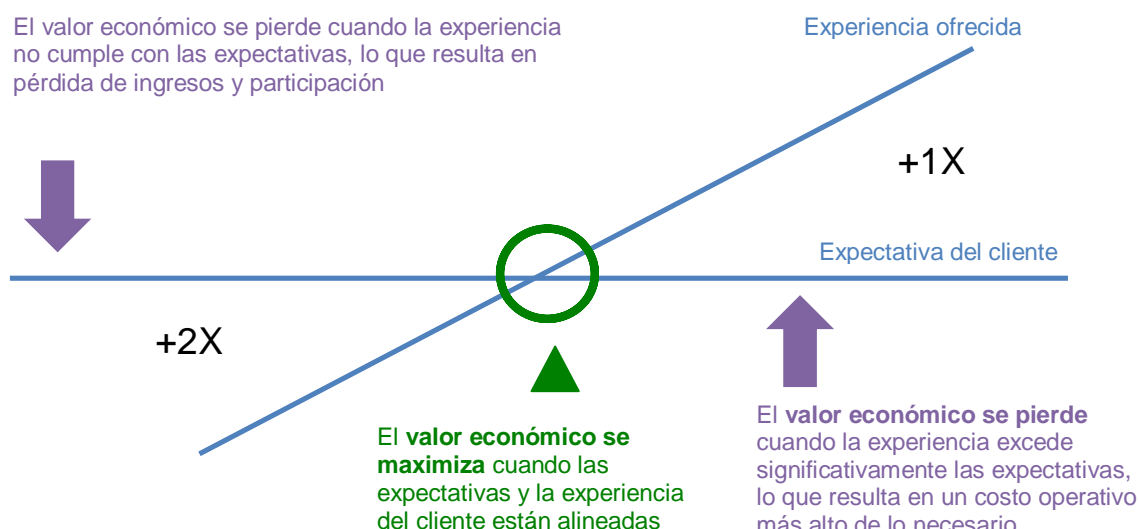 El valor económico se pierde cuando la experiencia
no cumple con las expectativas, lo que resulta en
pérdida de ingresos y participación
Experiencia ofrecida
+1X
Expectativa del cliente
+2X
El valor económico se
maximiza cuando las
expectativas y la experiencia
del cliente están alineadas
El valor económico se pierde
cuando la experiencia excede
significativamente las expectativas,
lo que resulta en un costo operativo
más alto de lo necesario